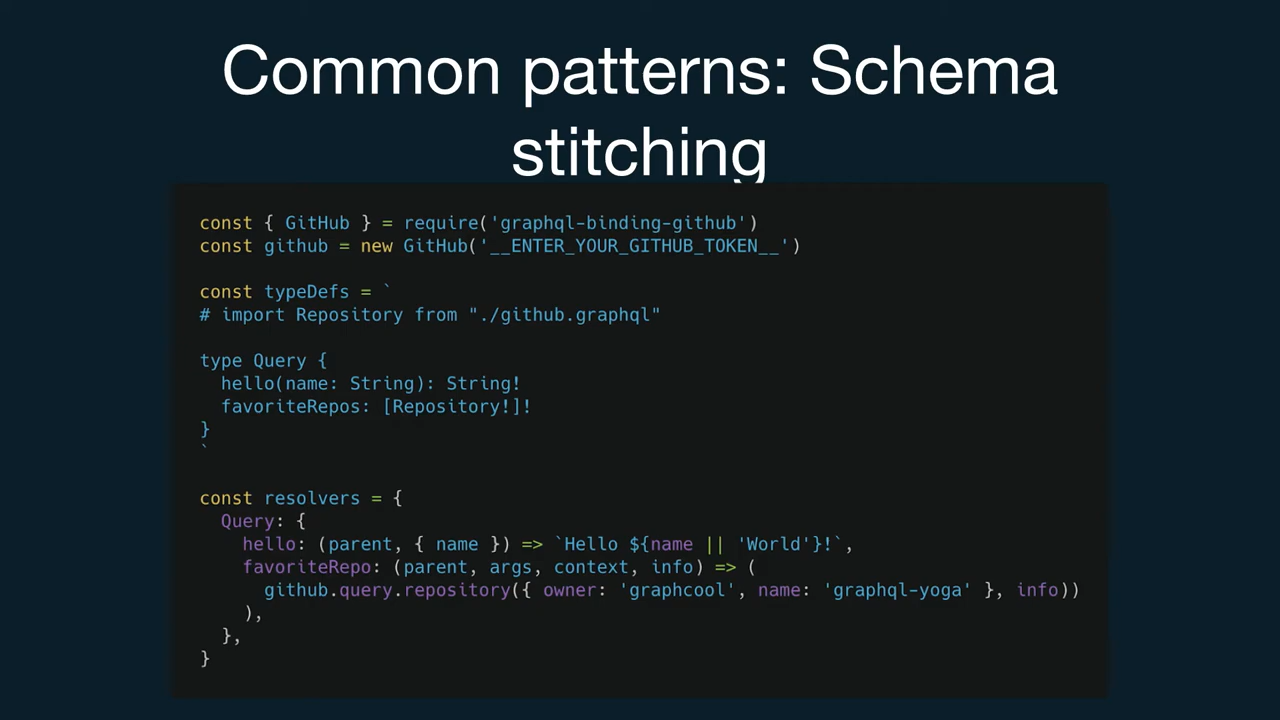 Common patterns: Schema
stitching
const { GitHub } = require('graphql-binding-github')
const github = new GitHub('__ENTER_YOUR_GITHUB_TOKEN__')
const typeDefs = `
# import Repository from "./github.graphql"
type Query {
  hello(name: String): String!
  favoriteRepos: [Repository!]!
}
`
const resolvers = {
  Query: {
    hello: (parent, { name }) => `Hello ${name || 'World'}!`,
    favoriteRepo: (parent, args, context, info) => (
      github.query.repository({ owner: 'graphcool', name: 'graphql-yoga' }, info))
    ),
  },
}